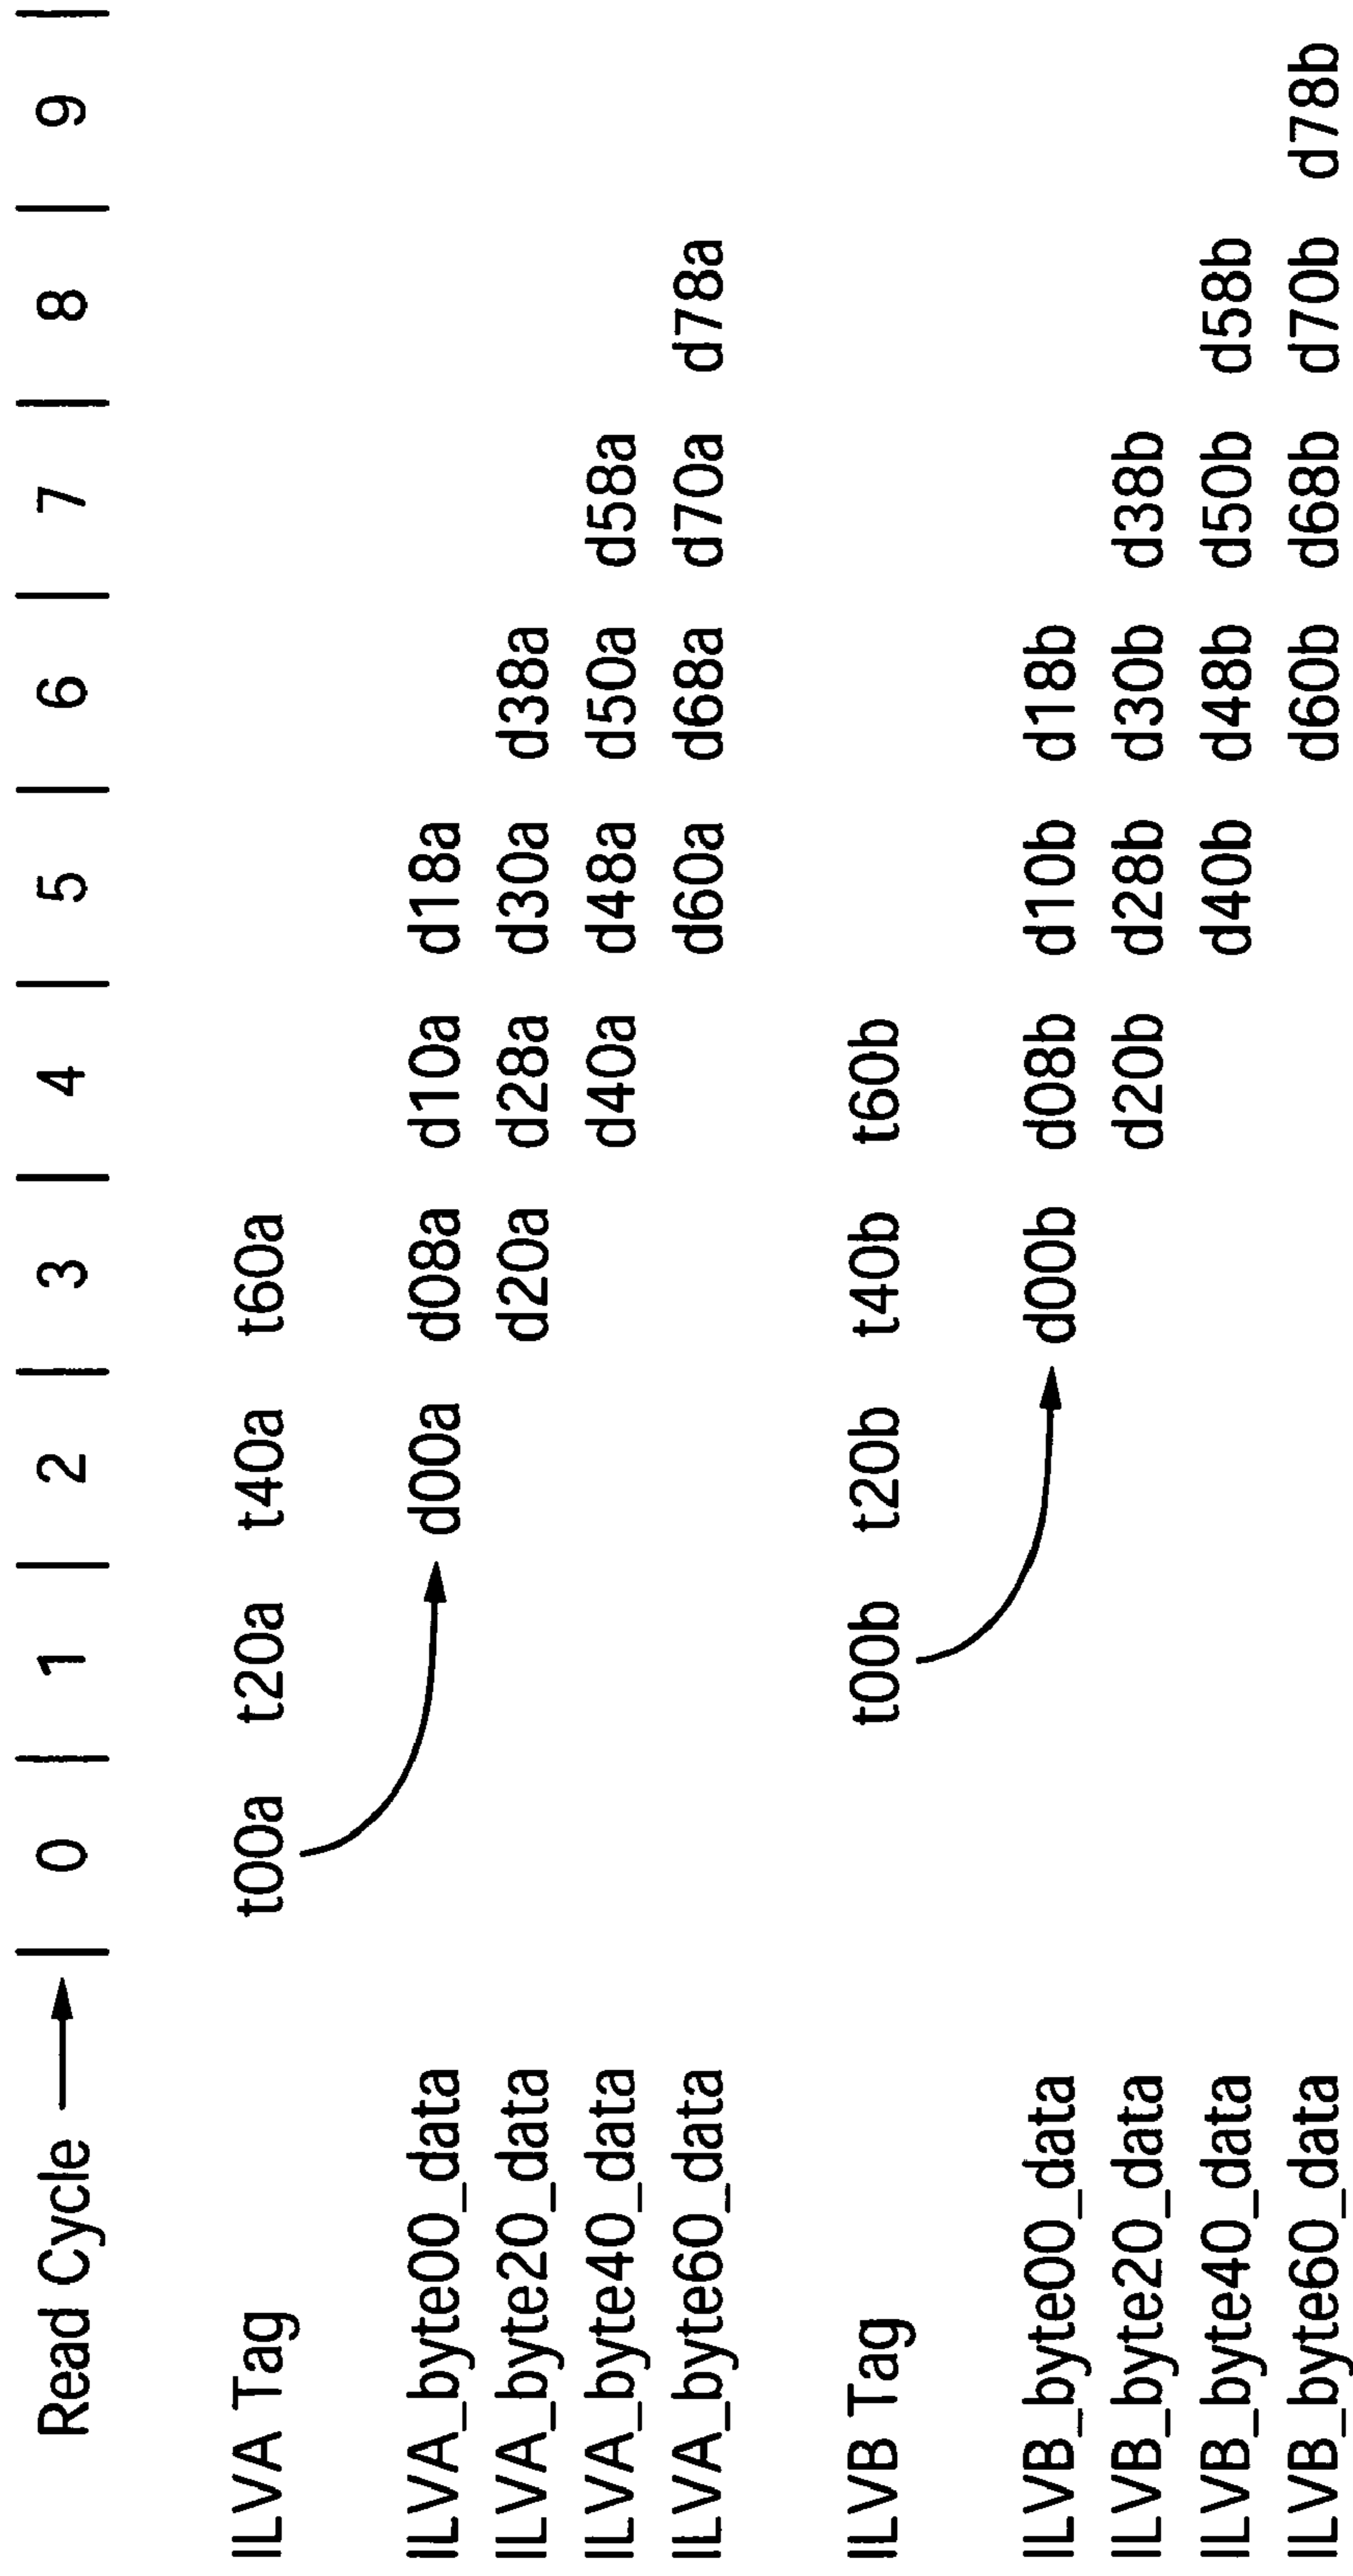 Read Cycle → | 0 | 1 | 2 | 3 | 4 | 5 | 6 | 7 | 8 | 9 |
ILVA Tag t00a t20a t40a t60a
ILVA_byte00_data d00a d08a d10a d18a
ILVA_byte20_data d20a d28a d30a d38a
ILVA_byte40_data d40a d48a d50a d58a
ILVA_byte60_data d60a d68a d70a d78a
ILVB Tag t00b t20b t40b t60b
ILVB_byte00_data d00b d08b d10b d18b
ILVB_byte20_data d20b d28b d30b d38b
ILVB_byte40_data d40b d48b d50b d58b
ILVB_byte60_data d60b d68b d70b d78b